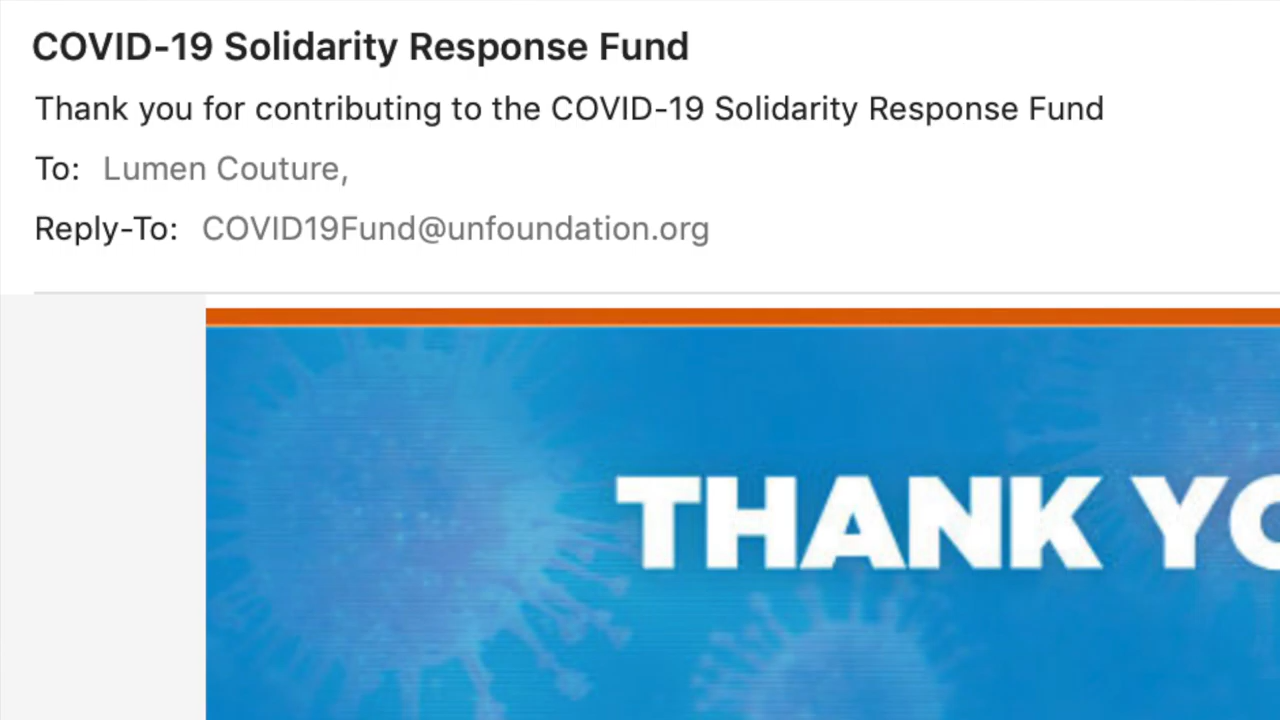 COVID-19 Solidarity Response Fund
Thank you for contributing to the COVID-19 Solidarity Response Fund
To: Lumen Couture,
Reply-To: COVID19Fund@unfoundation.org
THANK YO